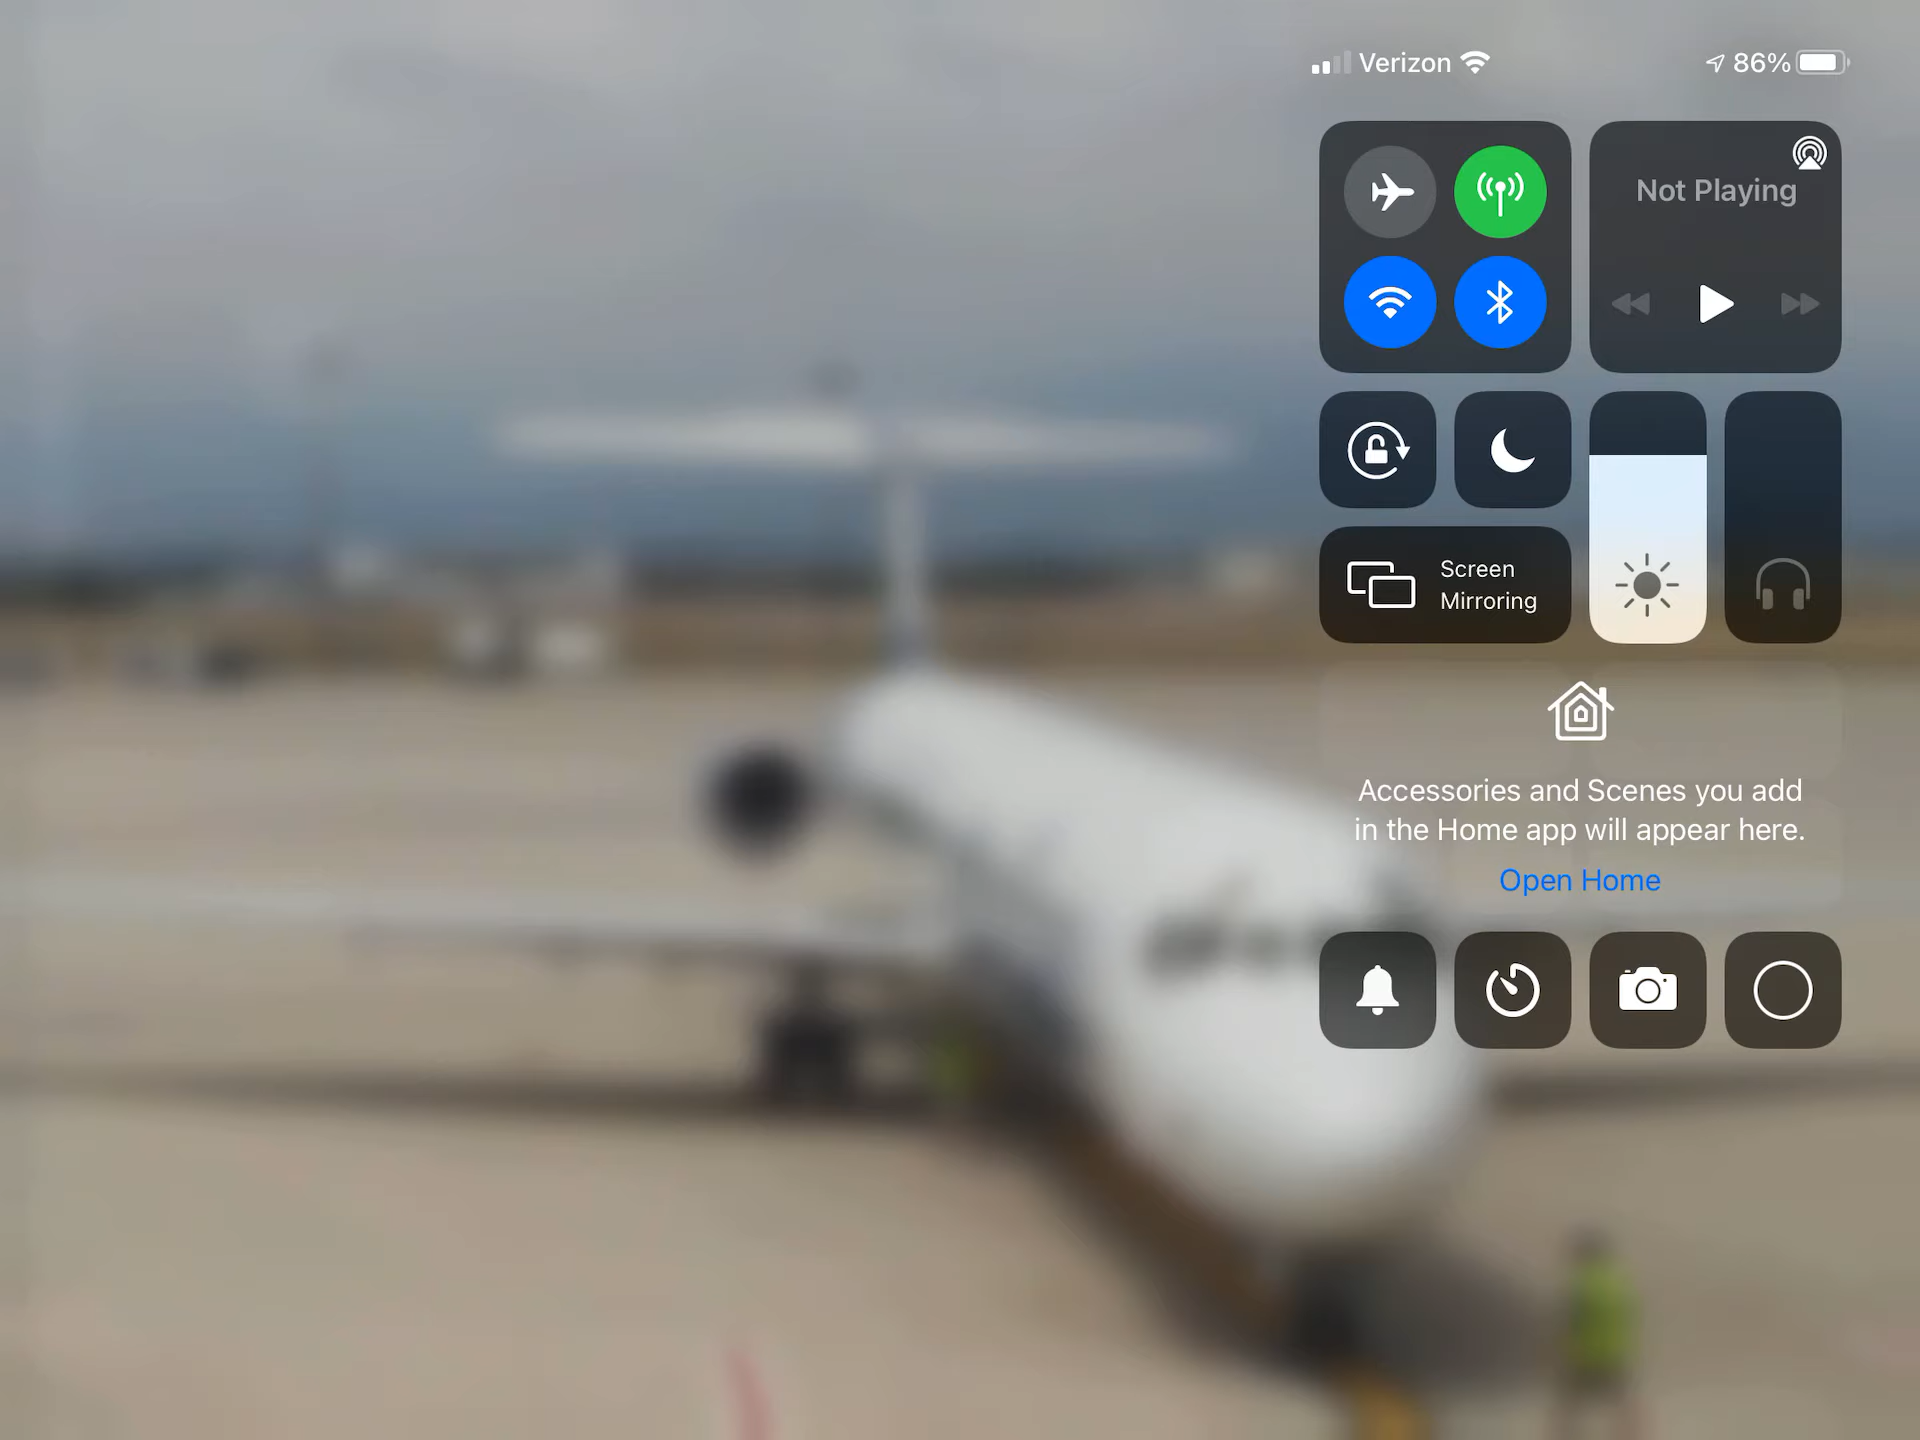 Verizon
86%
Not Playing
Screen
Mirroring
Accessories and Scenes you add
in the Home app will appear here.
Open Home